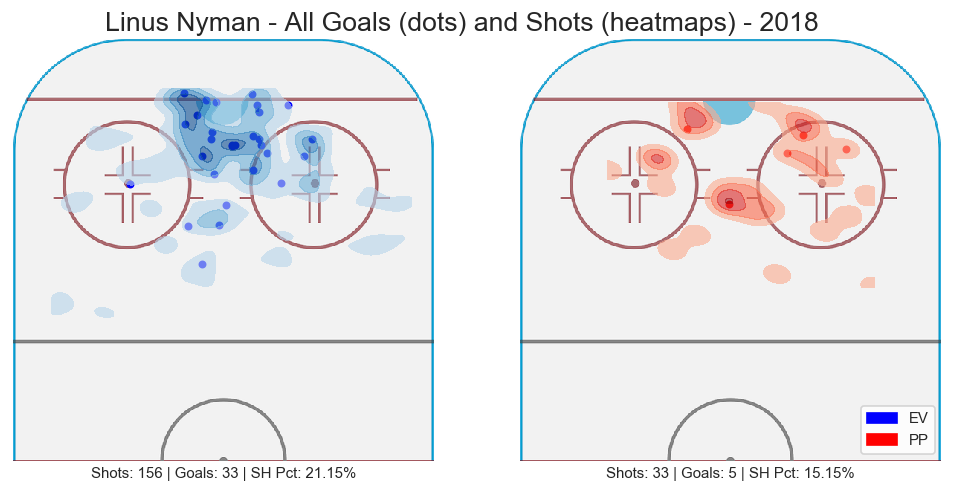 Linus Nyman - All Goals (dots) and Shots (heatmaps) - 2018
EV
PP
Shots: 156 | Goals: 33 | SH Pct: 21.15%
Shots: 33 | Goals: 5 | SH Pct: 15.15%